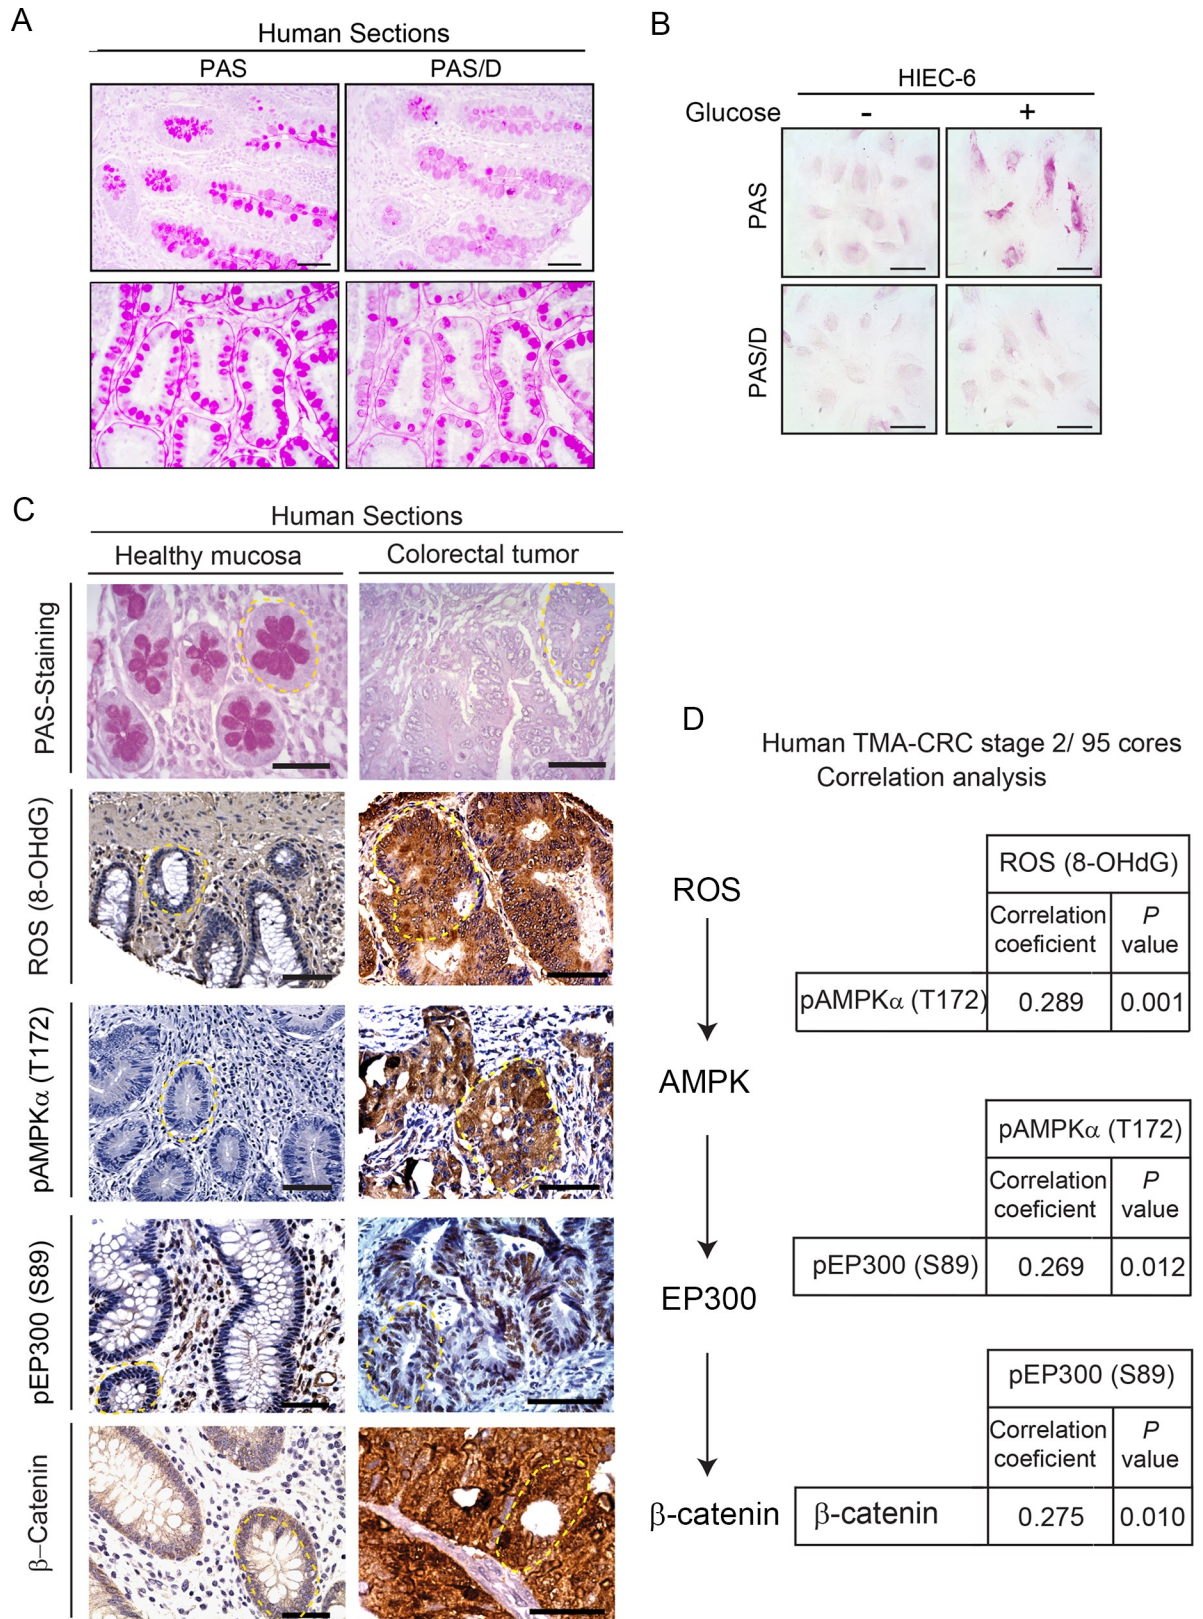 A
Human Sections
PAS
PAS/D
B
HIEC-6
Glucose
-
+
PAS
PAS/D
C
Human Sections
Healthy mucosa
Colorectal tumor
PAS-Staining
ROS (8-OHdG)
pAMPKα (T172)
pEP300 (S89)
β-Catenin
D
Human TMA-CRC stage 2/ 95 cores
Correlation analysis
ROS
AMPK
EP300
β-catenin
ROS (8-OHdG)
Correlation coeficient
P value
pAMPKα (T172)
0.289
0.001
pAMPKα (T172)
Correlation coeficient
P value
pEP300 (S89)
0.269
0.012
pEP300 (S89)
Correlation coeficient
P value
β-catenin
0.275
0.010